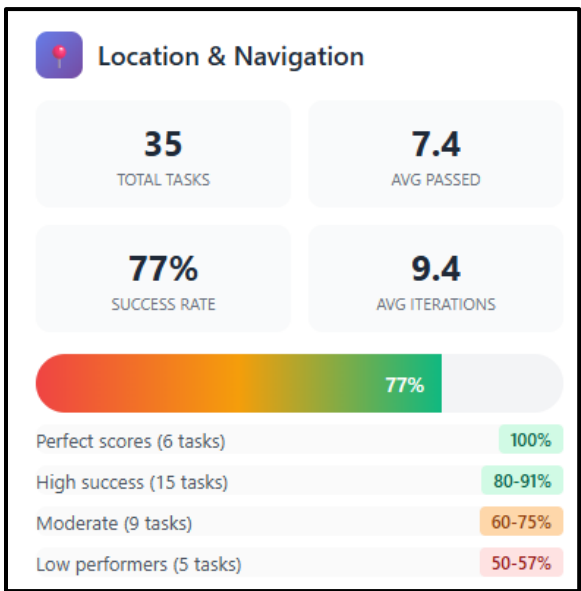 Location & Navigation
35
TOTAL TASKS
7.4
AVG PASSED
77%
SUCCESS RATE
9.4
AVG ITERATIONS
77%
Perfect scores (6 tasks) 100%
High success (15 tasks) 80-91%
Moderate (9 tasks) 60-75%
Low performers (5 tasks) 50-57%